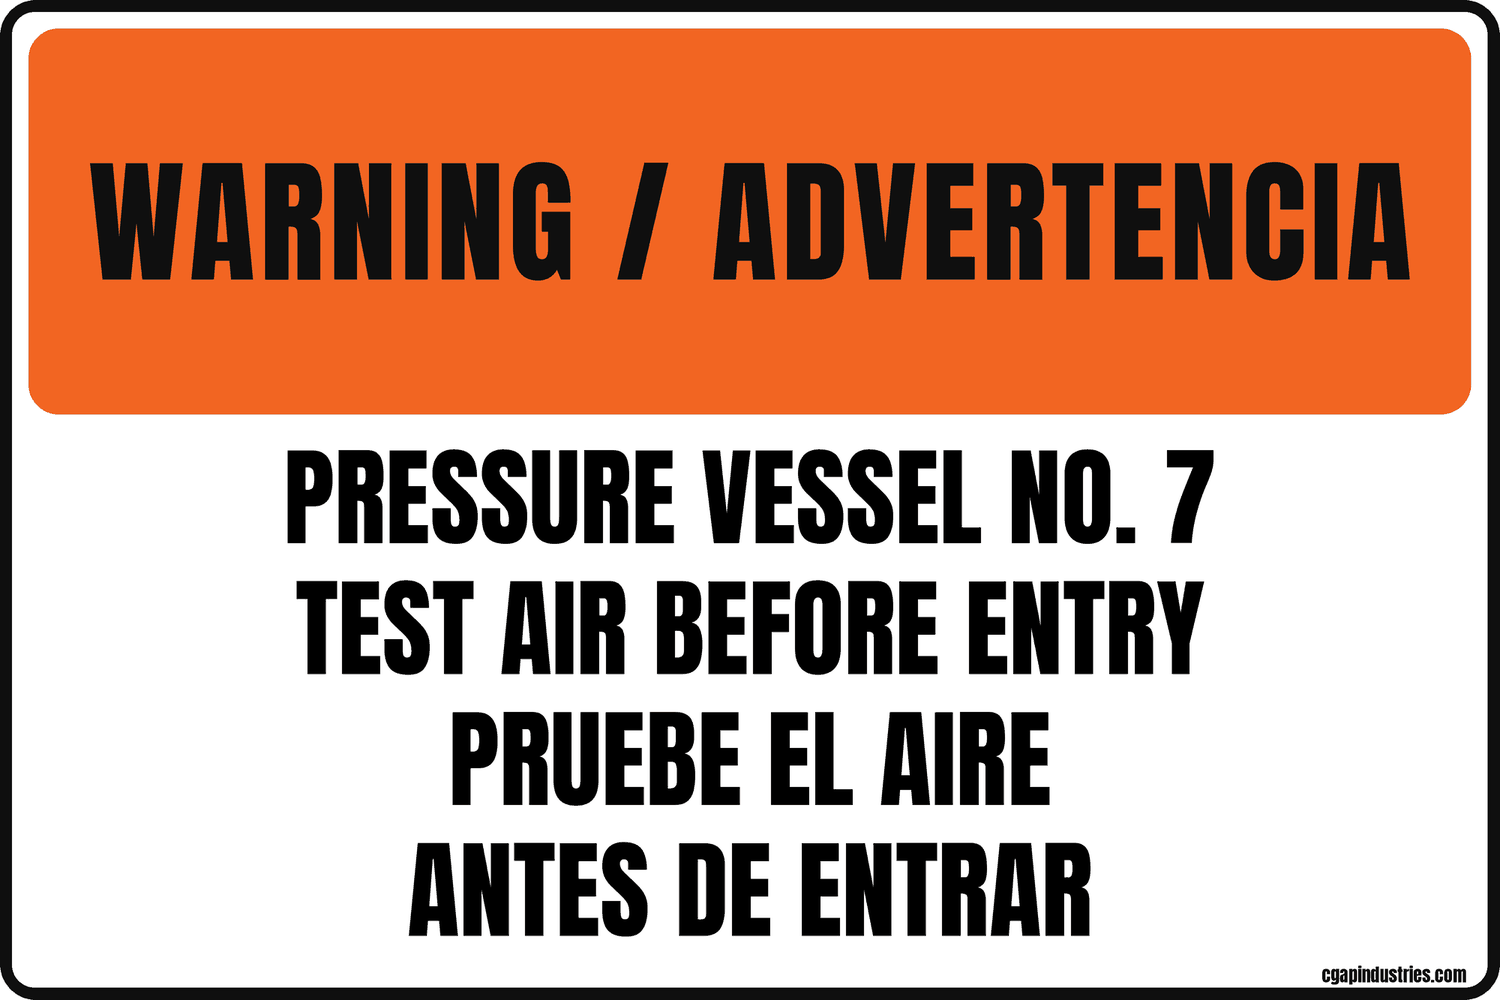 WARNING / ADVERTENCIA
PRESSURE VESSEL NO. 7
TEST AIR BEFORE ENTRY
PRUEBE EL AIRE
ANTES DE ENTRAR
cgapindustries.com